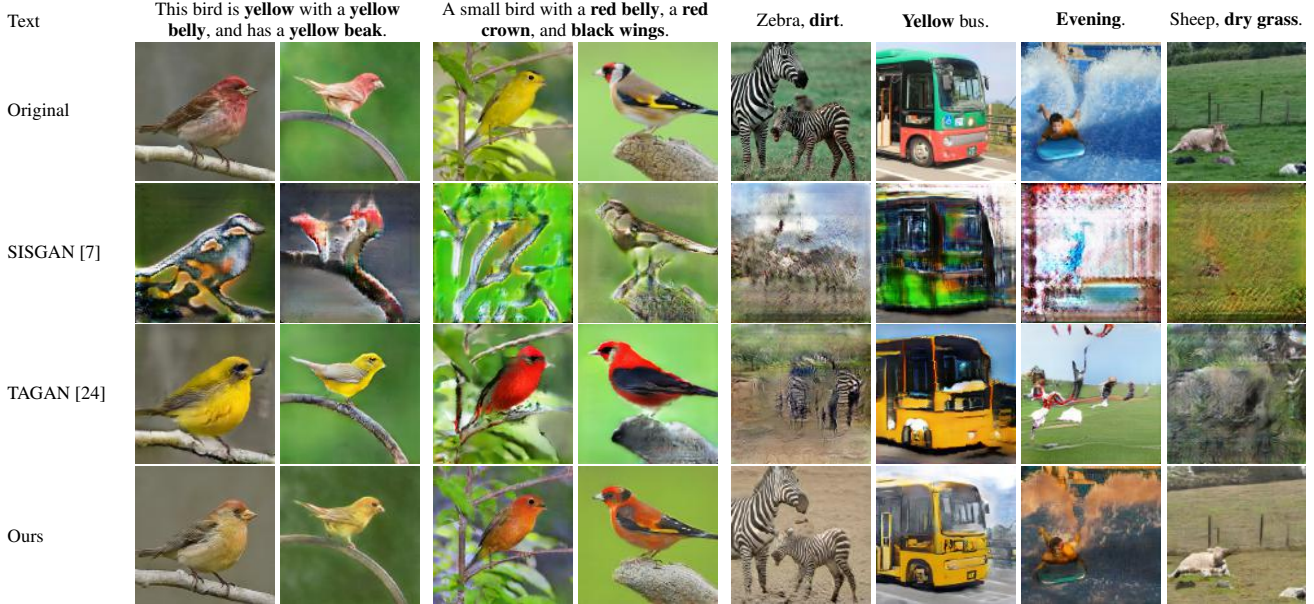 Text
This bird is yellow with a yellow
belly, and has a yellow beak.
A small bird with a red belly, a red
crown, and black wings.
Zebra, dirt.
Yellow bus.
Evening.
Sheep, dry grass.
Original
SISGAN [7]
TAGAN [24]
Ours